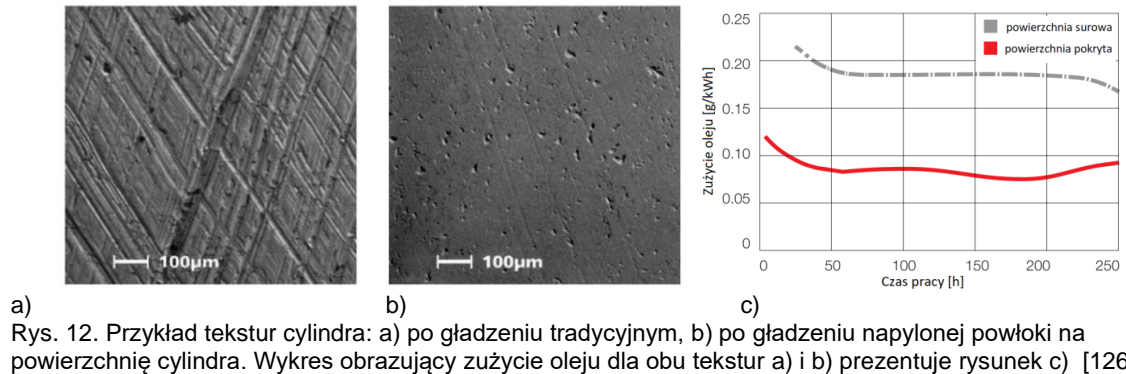 100µm
100µm
0.25
0.20
0.15
0.10
0.05
0
Zużycie oleju [g/kWh]
powierzchnia surowa
powierzchnia pokryta
0 50 100 150 200 250
Czas pracy [h]
a) b) c)
Rys. 12. Przykład tekstur cylindra: a) po gładzeniu tradycyjnym, b) po gładzeniu napylonej powłoki na
powierzchnię cylindra. Wykres obrazujący zużycie oleju dla obu tekstur a) i b) prezentuje rysunek c) [126